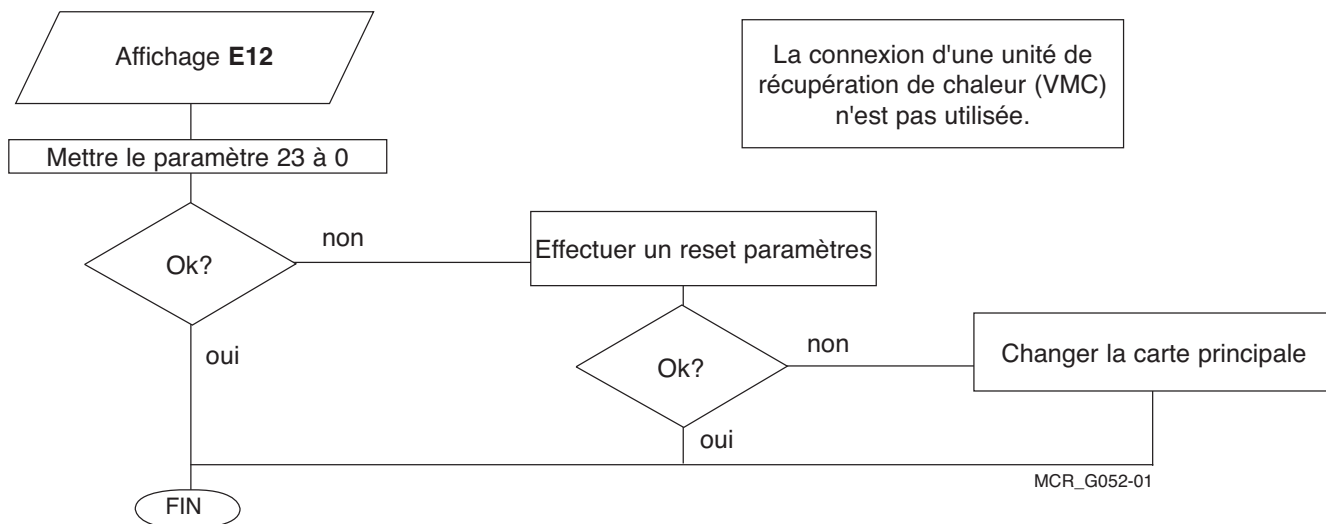 Affichage E12
La connexion d'une unité de
récupération de chaleur (VMC)
n'est pas utilisée.
Mettre le paramètre 23 à 0
Ok?
non
Effectuer un reset paramètres
oui
Ok?
non
Changer la carte principale
oui
MCR_G052-01
FIN